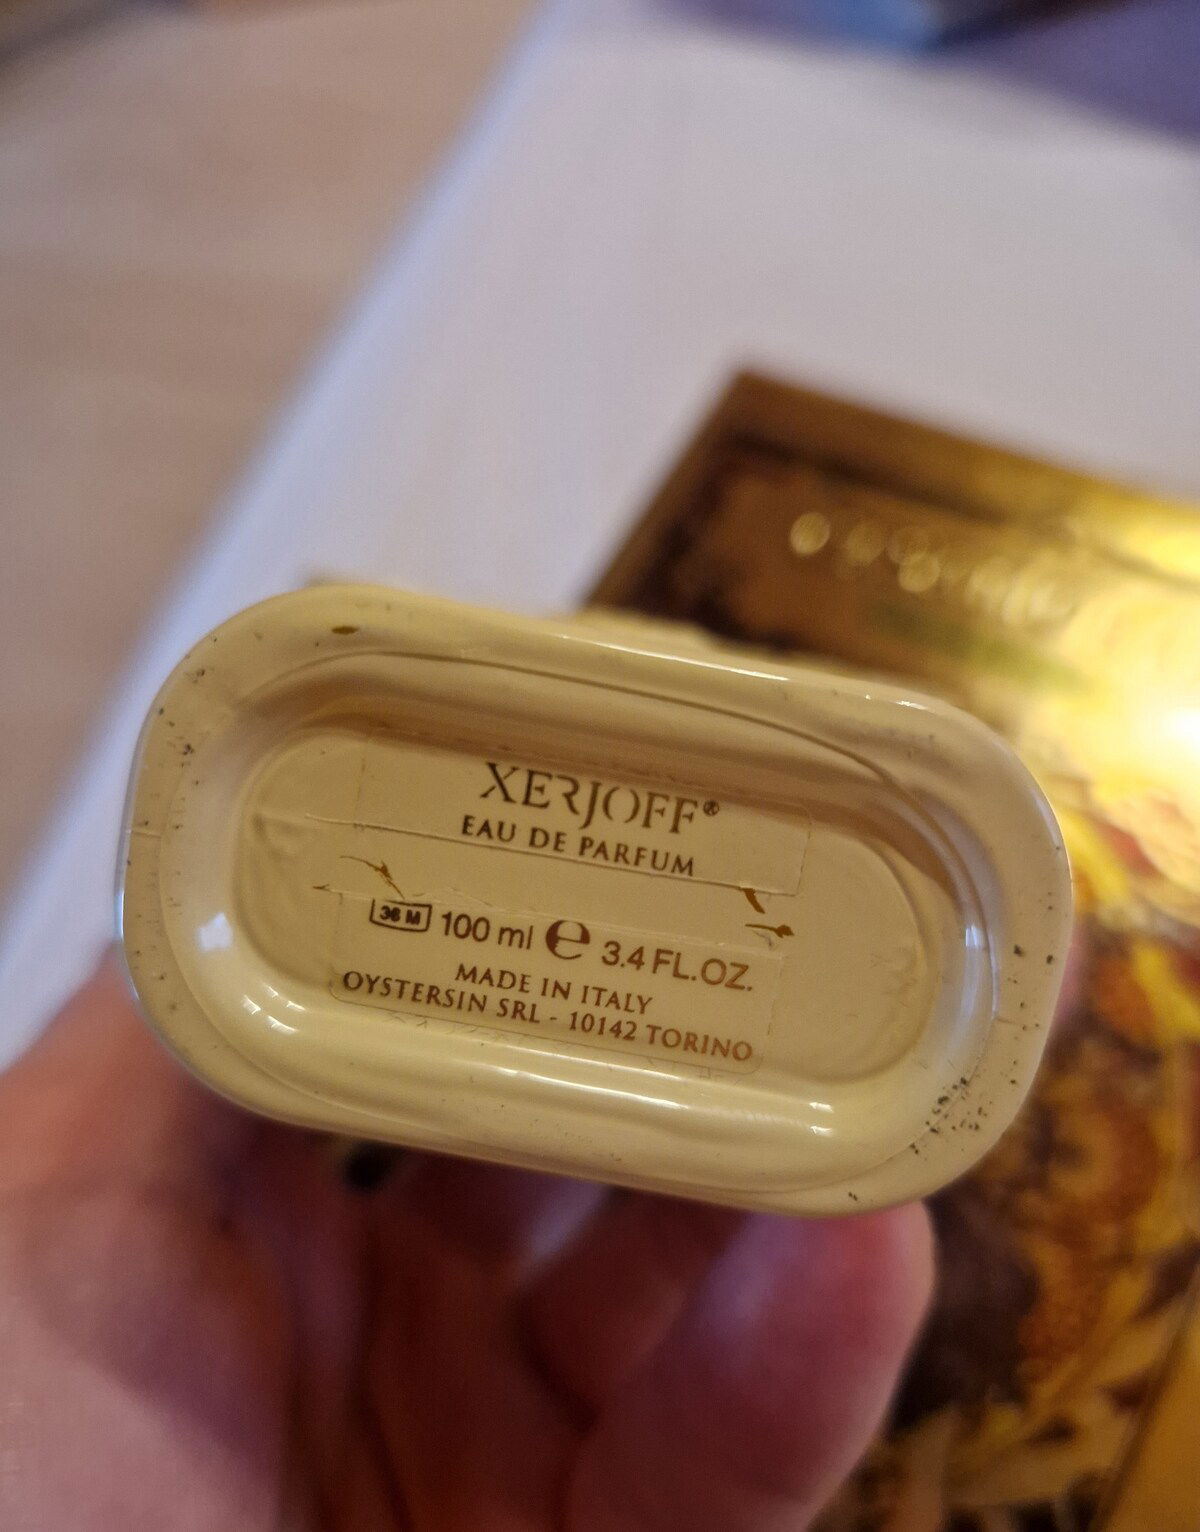 XERJOFF®
EAU DE PARFUM
36 M 100 ml ℮ 3.4 FL.OZ.
MADE IN ITALY
OYSTERSIN SRL - 10142 TORINO